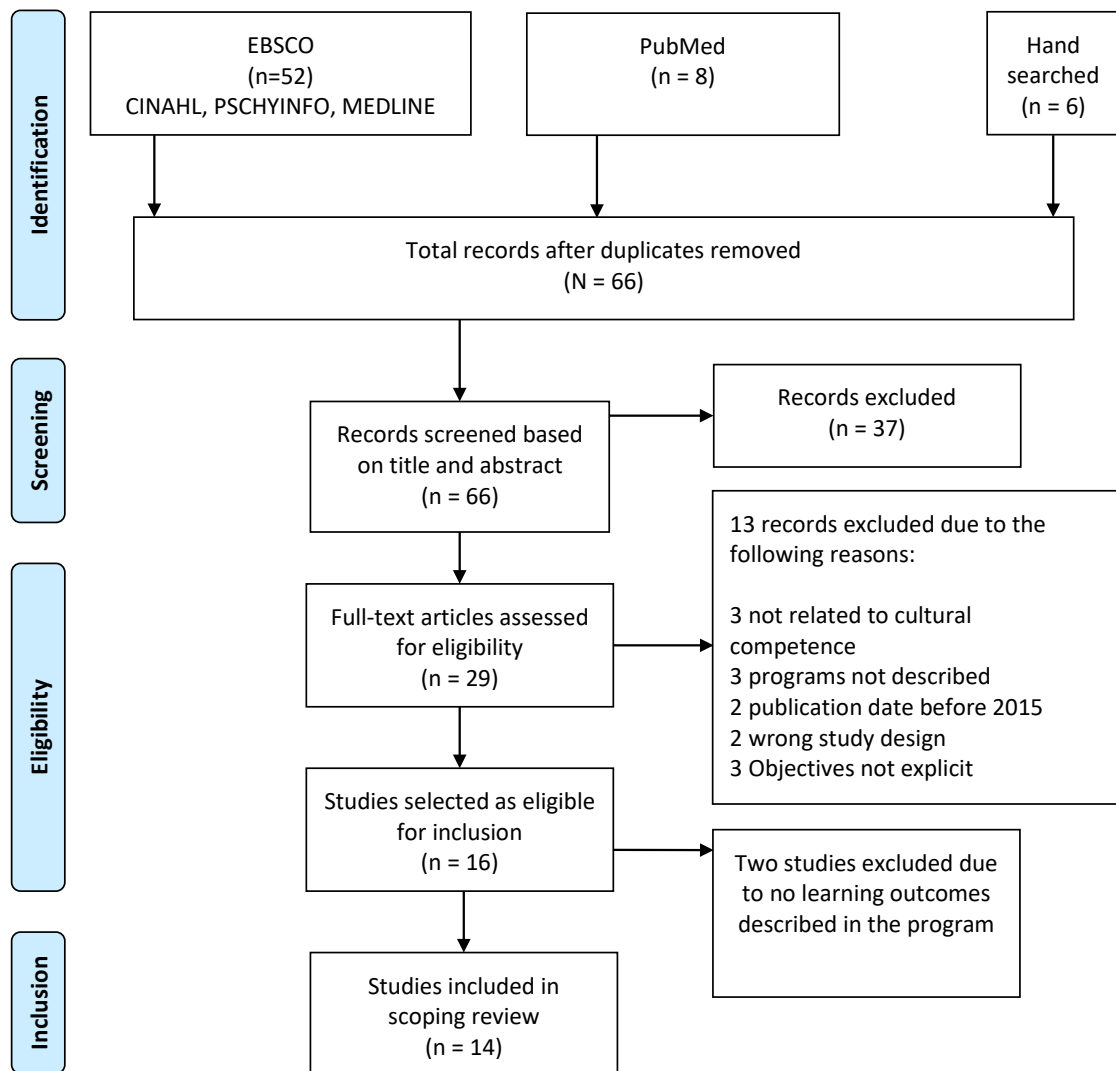 Identification
EBSCO
(n=52)
CINAHL, PSCHYINFO, MEDLINE
PubMed
(n = 8)
Hand
searched
(n = 6)
Total records after duplicates removed
(N = 66)
Screening
Records screened based
on title and abstract
(n = 66)
Records excluded
(n = 37)
Eligibility
Full-text articles assessed
for eligibility
(n = 29)
13 records excluded due to the
following reasons:
3 not related to cultural
competence
3 programs not described
2 publication date before 2015
2 wrong study design
3 Objectives not explicit
Studies selected as eligible
for inclusion
(n = 16)
Two studies excluded due
to no learning outcomes
described in the program
Inclusion
Studies included in
scoping review
(n = 14)